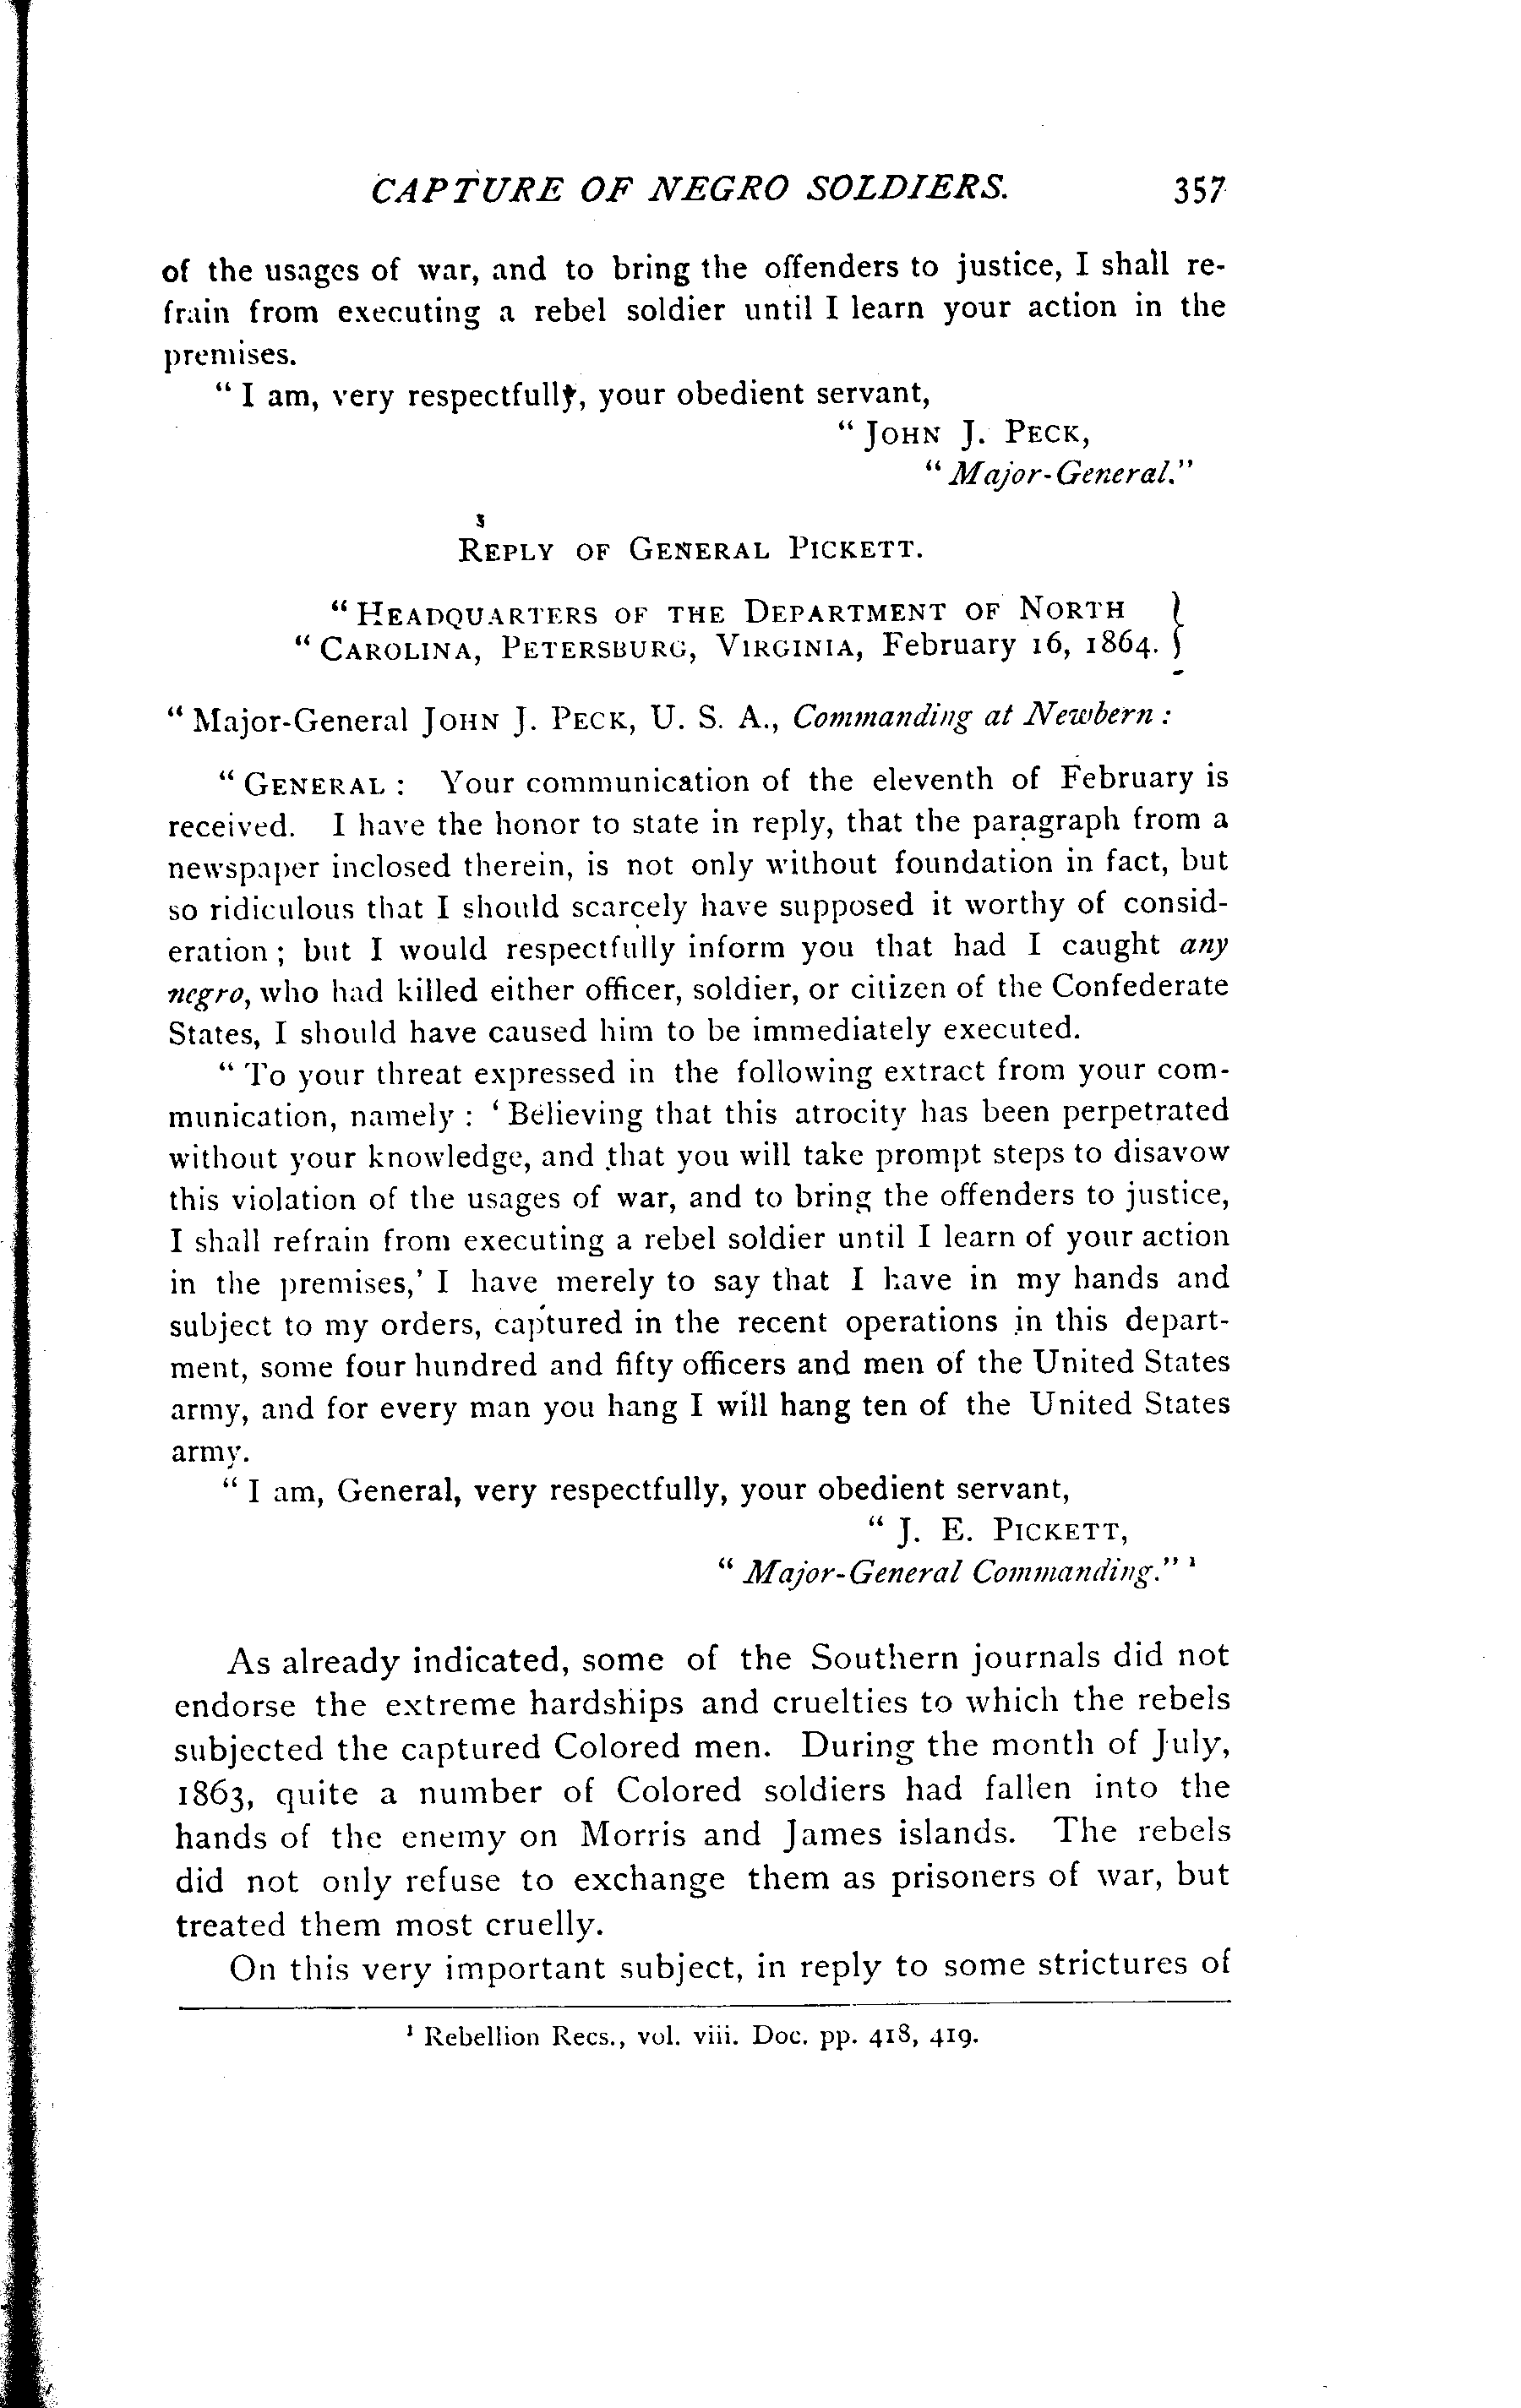 CAPTURE OF NEGRO SOLDIERS. 357
of the usages of war, and to bring the offenders to justice, I shall re-
frain from executing a rebel soldier until I learn your action in the
premises.
" I am, very respectfully, your obedient servant,
" JOHN J. PECK,
" Major-General."
REPLY OF GENERAL PICKETT.
" HEADQUARTERS OF THE DEPARTMENT OF NORTH }
" CAROLINA, PETERSBURG, VIRGINIA, February 16, 1864. }
" Major-General JOHN J. PECK, U. S. A., Commanding at Newbern :
" GENERAL : Your communication of the eleventh of February is
received. I have the honor to state in reply, that the paragraph from a
newspaper inclosed therein, is not only without foundation in fact, but
so ridiculous that I should scarcely have supposed it worthy of consid-
eration ; but I would respectfully inform you that had I caught any
negro, who had killed either officer, soldier, or citizen of the Confederate
States, I should have caused him to be immediately executed.
" To your threat expressed in the following extract from your com-
munication, namely : ' Believing that this atrocity has been perpetrated
without your knowledge, and that you will take prompt steps to disavow
this violation of the usages of war, and to bring the offenders to justice,
I shall refrain from executing a rebel soldier until I learn of your action
in the premises,' I have merely to say that I have in my hands and
subject to my orders, captured in the recent operations in this depart-
ment, some four hundred and fifty officers and men of the United States
army, and for every man you hang I will hang ten of the United States
army.
" I am, General, very respectfully, your obedient servant,
" J. E. PICKETT,
" Major-General Commanding." ¹
As already indicated, some of the Southern journals did not
endorse the extreme hardships and cruelties to which the rebels
subjected the captured Colored men. During the month of July,
1863, quite a number of Colored soldiers had fallen into the
hands of the enemy on Morris and James islands. The rebels
did not only refuse to exchange them as prisoners of war, but
treated them most cruelly.
On this very important subject, in reply to some strictures of
¹ Rebellion Recs., vol. viii. Doc. pp. 418, 419.